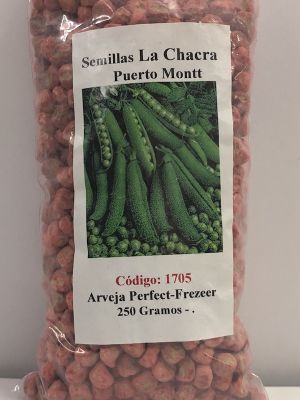 Semillas La Chacra
Puerto Montt
Código: 1705
Arveja Perfect-Frezeer
250 Gramos - .